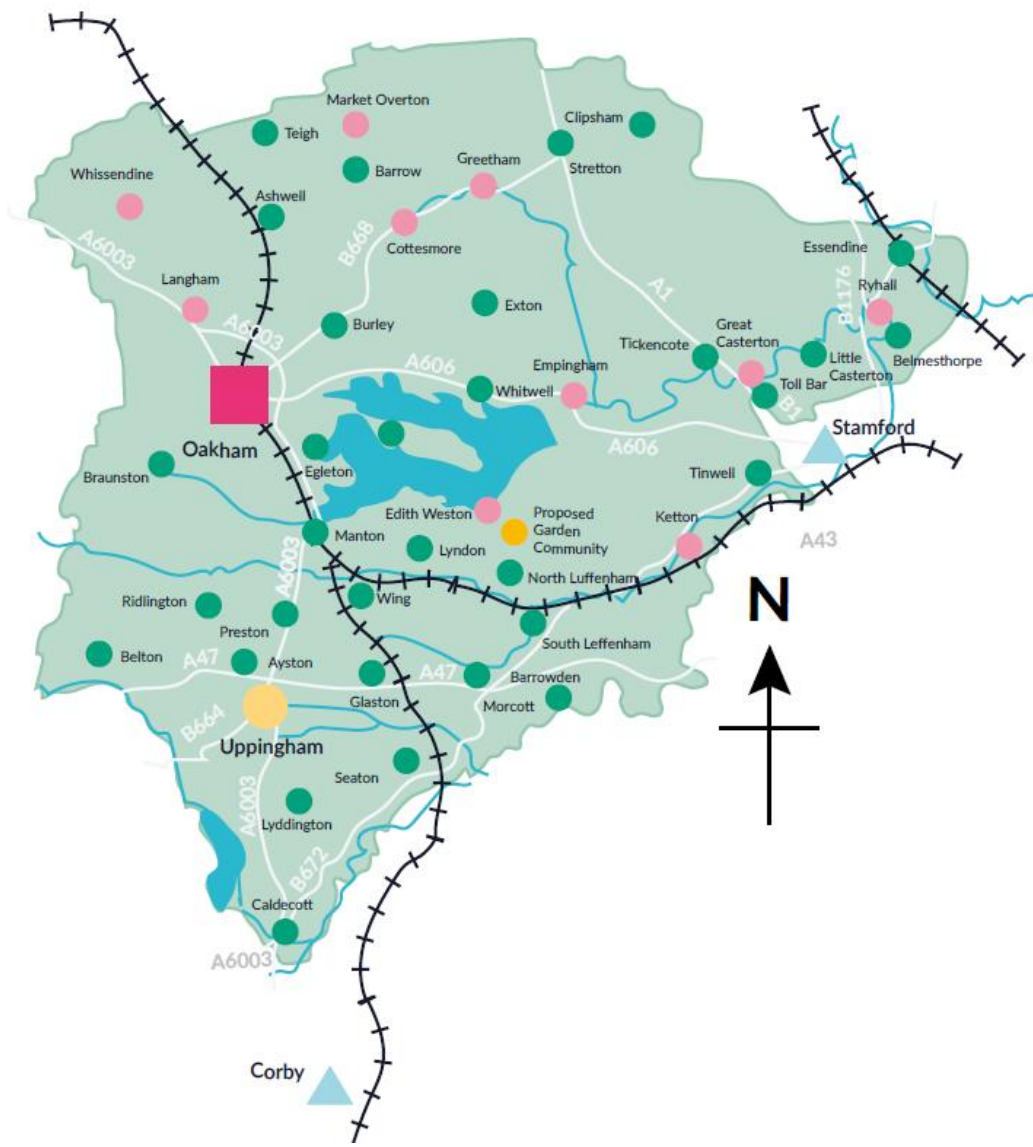 Market Overton
Teigh
Clipsham
Barrow
Greetham
Stretton
Whissendine
Ashwell
A6003
B668
Cottesmore
Essendine
Langham
A1
Ryhall
Exton
B1176
A6003
Burley
Great
Casterton
Tickencote
Empingham
Little
Casterton
Belmesthorpe
A606
Whitwell
Toll Bar
B1
Stamford
Oakham
A606
Egleton
Braunston
Tinwell
Edith Weston
Proposed
Garden
Community
Ketton
Manton
Lyndon
A43
A6003
North Luffenham
N
Wing
Ridlington
Preston
South Leffenham
Belton
A47
Ayston
A47
Barrowden
Glaston
Morcott
B664
Uppingham
Seaton
A6003
Lyddington
B672
Caldecott
A6003
Corby